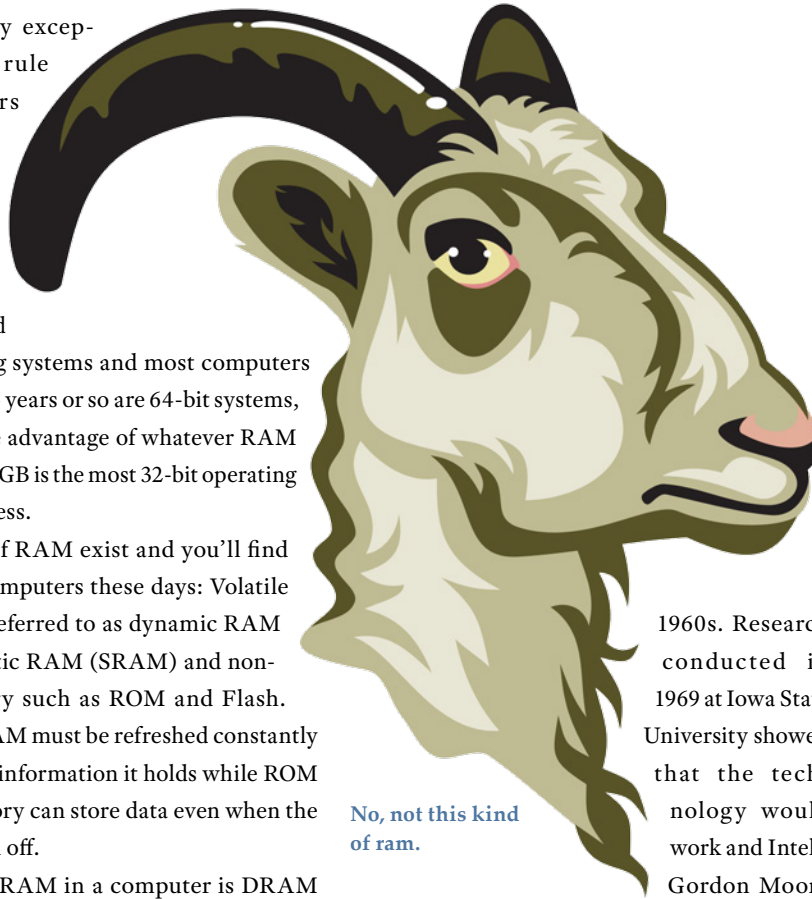 y excep-
rule
rs
d
g systems and most computers
years or so are 64-bit systems,
e advantage of whatever RAM
GB is the most 32-bit operating
ess.
f RAM exist and you'll find
mputers these days: Volatile
eferred to as dynamic RAM
tic RAM (SRAM) and non-
ry such as ROM and Flash.
AM must be refreshed constantly
information it holds while ROM
ory can store data even when the
off.
RAM in a computer is DRAM
No, not this kind
of ram.
1960s. Researc
conducted i
1969 at Iowa Sta
University showe
that the tech
nology woul
work and Intel
Gordon Moor